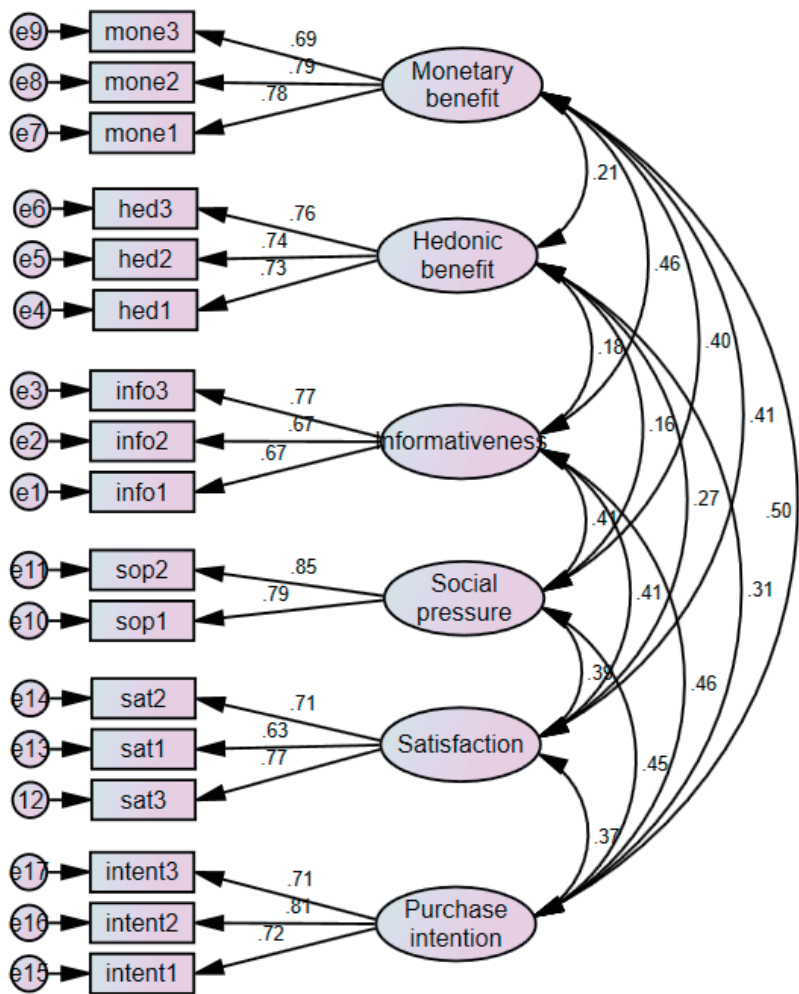 e9 mone3 .69
e8 mone2 .79
e7 mone1 .78
Monetary
benefit
.21
e6 hed3 .76
e5 hed2 .74
e4 hed1 .73
Hedonic
benefit
.46
.18
.40
e3 info3 .77
e2 info2 .67
e1 info1 .67
Informativeness
.16
.41
.27
.50
.41
e11 sop2 .85
e10 sop1 .79
Social
pressure
.41
.31
.39
.46
e14 sat2 .71
e13 sat1 .63
12 sat3 .77
Satisfaction
.45
.37
e17 intent3 .71
e16 intent2 .81
e15 intent1 .72
Purchase
intention